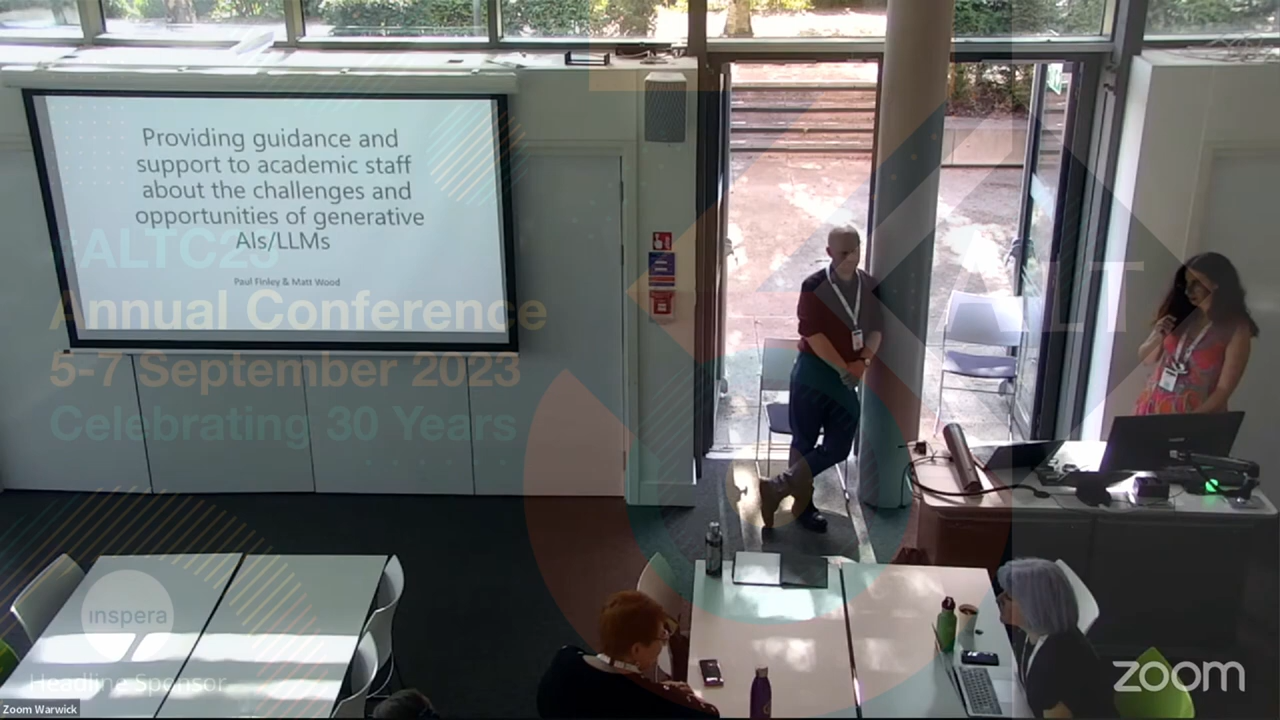 Providing guidance and
support to academic staff
about the challenges and
opportunities of generative
AIs/LLMs
Paul Finley & Matt Wood
#ALTC23
Annual Conference
5-7 September 2023
Celebrating 30 Years
ALT
inspera
Headline Sponsor
Zoom Warwick
zoom